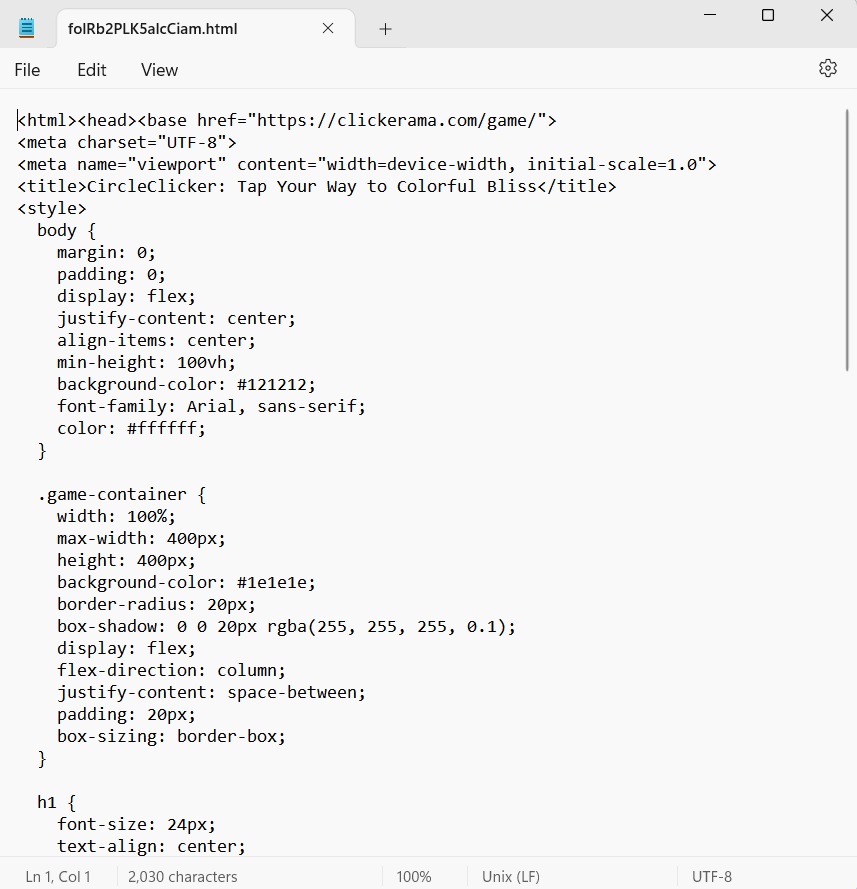 folRb2PLK5alcCiam.html
File Edit View
<html><head><base href="https://clickerama.com/game/">
<meta charset="UTF-8">
<meta name="viewport" content="width=device-width, initial-scale=1.0">
<title>CircleClicker: Tap Your Way to Colorful Bliss</title>
<style>
  body {
    margin: 0;
    padding: 0;
    display: flex;
    justify-content: center;
    align-items: center;
    min-height: 100vh;
    background-color: #121212;
    font-family: Arial, sans-serif;
    color: #ffffff;
  }

  .game-container {
    width: 100%;
    max-width: 400px;
    height: 400px;
    background-color: #1e1e1e;
    border-radius: 20px;
    box-shadow: 0 0 20px rgba(255, 255, 255, 0.1);
    display: flex;
    flex-direction: column;
    justify-content: space-between;
    padding: 20px;
    box-sizing: border-box;
  }

  h1 {
    font-size: 24px;
    text-align: center;
Ln 1, Col 1 2,030 characters 100% Unix (LF) UTF-8